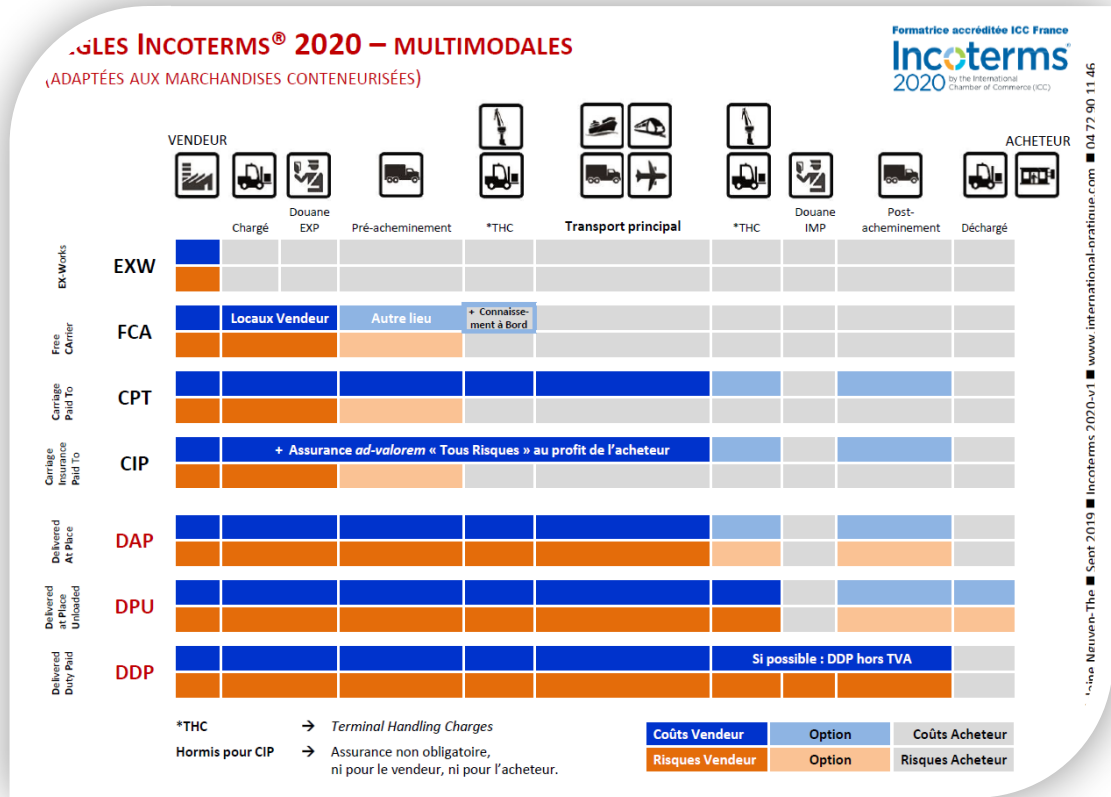 GLES INCOTERMS® 2020 – MULTIMODALES
(ADAPTÉES AUX MARCHANDISES CONTENEURISÉES)
Formatrice accréditée ICC France
Incoterms®
2020 by the International
Chamber of Commerce (ICC)
VENDEUR
ACHETEUR
Chargé
Douane
EXP
Pré-acheminement
*THC
Transport principal
*THC
Douane
IMP
Post-
acheminement
Déchargé
EX-Works
EXW
Free
CArrier
FCA
Locaux Vendeur
Autre lieu
+ Connaisse-
ment à Bord
Carriage
Paid To
CPT
Carriage
Insurance
Paid To
CIP
+ Assurance ad-valorem « Tous Risques » au profit de l’acheteur
Delivered
At Place
DAP
Delivered
at Place
Unloaded
DPU
Delivered
Duty Paid
DDP
Si possible : DDP hors TVA
*THC → Terminal Handling Charges
Hormis pour CIP → Assurance non obligatoire,
ni pour le vendeur, ni pour l’acheteur.
Coûts Vendeur Option Coûts Acheteur
Risques Vendeur Option Risques Acheteur
Nguyen-The ■ Sept 2019 ■ Incoterms 2020-v1 ■ www.international-pratique.com ■ 04 72 90 11 46